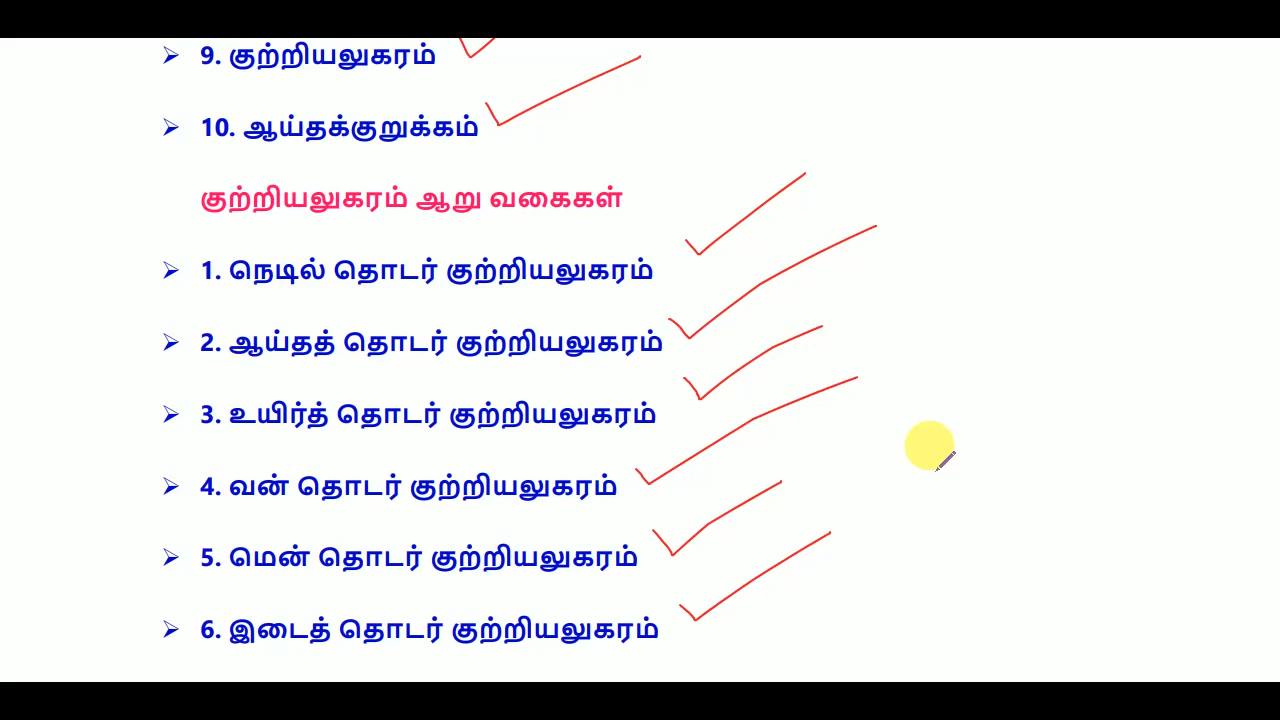 ➢ 9. குற்றியலுகரம்
➢ 10. ஆய்தக்குறுக்கம்
குற்றியலுகரம் ஆறு வகைகள்
➢ 1. நெடில் தொடர் குற்றியலுகரம்
➢ 2. ஆய்தத் தொடர் குற்றியலுகரம்
➢ 3. உயிர்த் தொடர் குற்றியலுகரம்
➢ 4. வன் தொடர் குற்றியலுகரம்
➢ 5. மென் தொடர் குற்றியலுகரம்
➢ 6. இடைத் தொடர் குற்றியலுகரம்